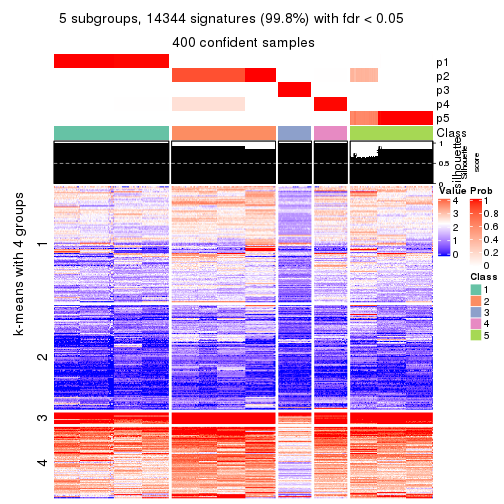 5 subgroups, 14344 signatures (99.8%) with fdr < 0.05
400 confident samples
p1
p2
p3
p4
p5
Class
1
0.5
0
silhouette
Silhouette
score
k-means with 4 groups
1
2
3
4
Value
4
3
2
1
0
Prob
1
0.8
0.6
0.4
0.2
0
Class
1
2
3
4
5